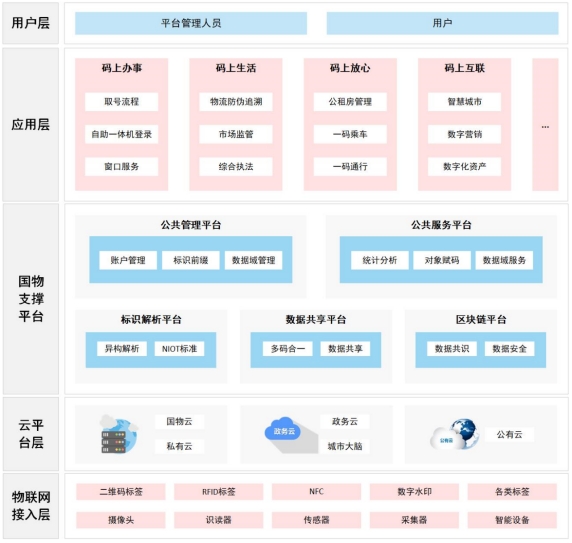 用户层
平台管理人员
用户
应用层
码上办事
取号流程
自助一体机登录
窗口服务
码上生活
物流防伪追溯
市场监管
综合执法
码上放心
公租房管理
一码乘车
一码通行
码上互联
智慧城市
数字营销
数字化资产
...
国物
支撑
平台
公共管理平台
账户管理
标识前缀
数据域管理
公共服务平台
统计分析
对象赋码
数据域服务
标识解析平台
异构解析
NIOT标准
数据共享平台
多码合一
数据共享
区块链平台
数据共识
数据安全
云平
台层
国物云
私有云
政务云
政务云
城市大脑
公有云
公有云
物联网
接入层
二维码标签
RFID标签
NFC
数字水印
各类标签
摄像头
识读器
传感器
采集器
智能设备